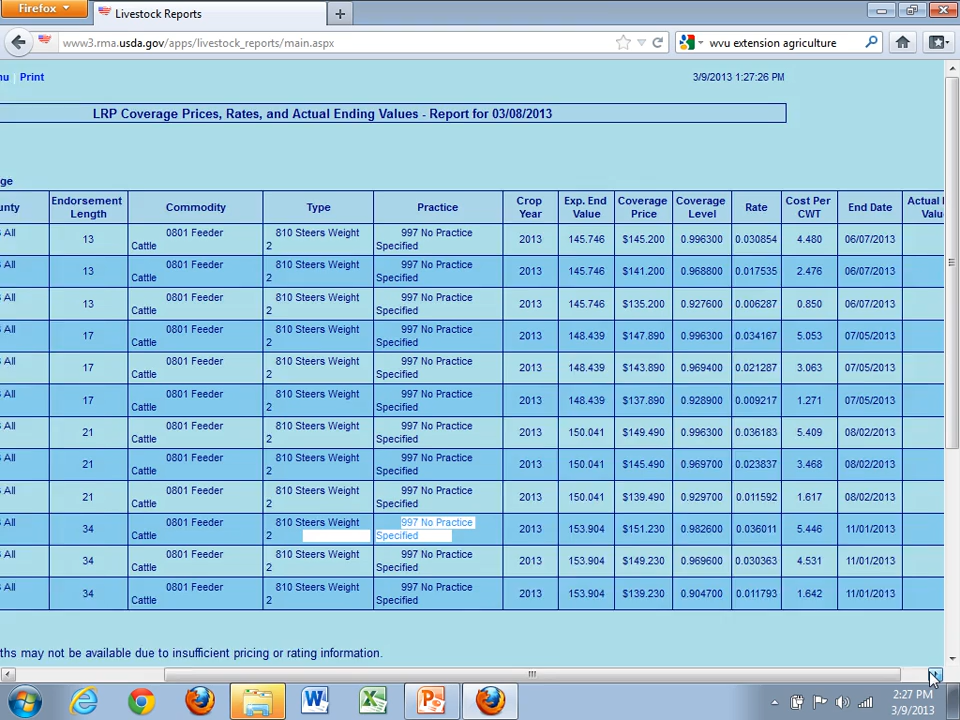 Firefox
Livestock Reports
www3.rma.usda.gov/apps/livestock_reports/main.aspx
wvu extension agriculture
nu | Print
3/9/2013 1:27:26 PM
LRP Coverage Prices, Rates, and Actual Ending Values - Report for 03/08/2013
ge
unty Endorsement Length Commodity Type Practice Crop Year Exp. End Value Coverage Price Coverage Level Rate Cost Per CWT End Date Actual Valu
All 13 0801 Feeder Cattle 810 Steers Weight 2 997 No Practice Specified 2013 145.746 $145.200 0.996300 0.030854 4.480 06/07/2013
All 13 0801 Feeder Cattle 810 Steers Weight 2 997 No Practice Specified 2013 145.746 $141.200 0.968800 0.017535 2.476 06/07/2013
All 13 0801 Feeder Cattle 810 Steers Weight 2 997 No Practice Specified 2013 145.746 $135.200 0.927600 0.006287 0.850 06/07/2013
All 17 0801 Feeder Cattle 810 Steers Weight 2 997 No Practice Specified 2013 148.439 $147.890 0.996300 0.034167 5.053 07/05/2013
All 17 0801 Feeder Cattle 810 Steers Weight 2 997 No Practice Specified 2013 148.439 $143.890 0.969400 0.021287 3.063 07/05/2013
All 17 0801 Feeder Cattle 810 Steers Weight 2 997 No Practice Specified 2013 148.439 $137.890 0.928900 0.009217 1.271 07/05/2013
All 21 0801 Feeder Cattle 810 Steers Weight 2 997 No Practice Specified 2013 150.041 $149.490 0.996300 0.036183 5.409 08/02/2013
All 21 0801 Feeder Cattle 810 Steers Weight 2 997 No Practice Specified 2013 150.041 $145.490 0.969700 0.023837 3.468 08/02/2013
All 21 0801 Feeder Cattle 810 Steers Weight 2 997 No Practice Specified 2013 150.041 $139.490 0.929700 0.011592 1.617 08/02/2013
All 34 0801 Feeder Cattle 810 Steers Weight 2 997 No Practice Specified 2013 153.904 $151.230 0.982600 0.036011 5.446 11/01/2013
All 34 0801 Feeder Cattle 810 Steers Weight 2 997 No Practice Specified 2013 153.904 $149.230 0.969600 0.030363 4.531 11/01/2013
All 34 0801 Feeder Cattle 810 Steers Weight 2 997 No Practice Specified 2013 153.904 $139.230 0.904700 0.011793 1.642 11/01/2013
ths may not be available due to insufficient pricing or rating information.
2:27 PM
3/9/2013